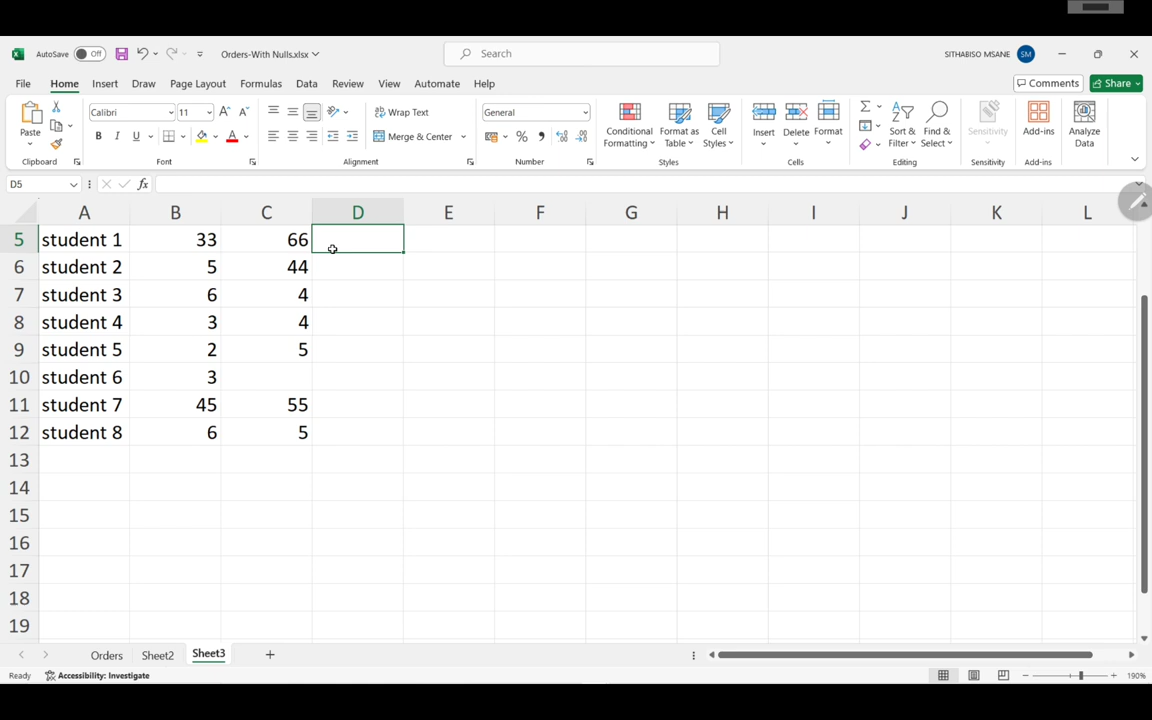 AutoSave Off Orders-With Nulls.xlsx Search SITHABISO MSANE SM
File Home Insert Draw Page Layout Formulas Data Review View Automate Help Comments Share
Paste Calibri 11 B I U A Wrap Text Merge & Center General % Conditional Formatting Format as Table Cell Styles Insert Delete Format Sort & Filter Find & Select Sensitivity Add-ins Analyze Data
Clipboard Font Alignment Number Styles Cells Editing Sensitivity Add-ins
D5 fx
A B C D E F G H I J K L
5 student 1 33 66
6 student 2 5 44
7 student 3 6 4
8 student 4 3 4
9 student 5 2 5
10 student 6 3
11 student 7 45 55
12 student 8 6 5
13
14
15
16
17
18
19
Orders Sheet2 Sheet3
Ready Accessibility: Investigate 190%